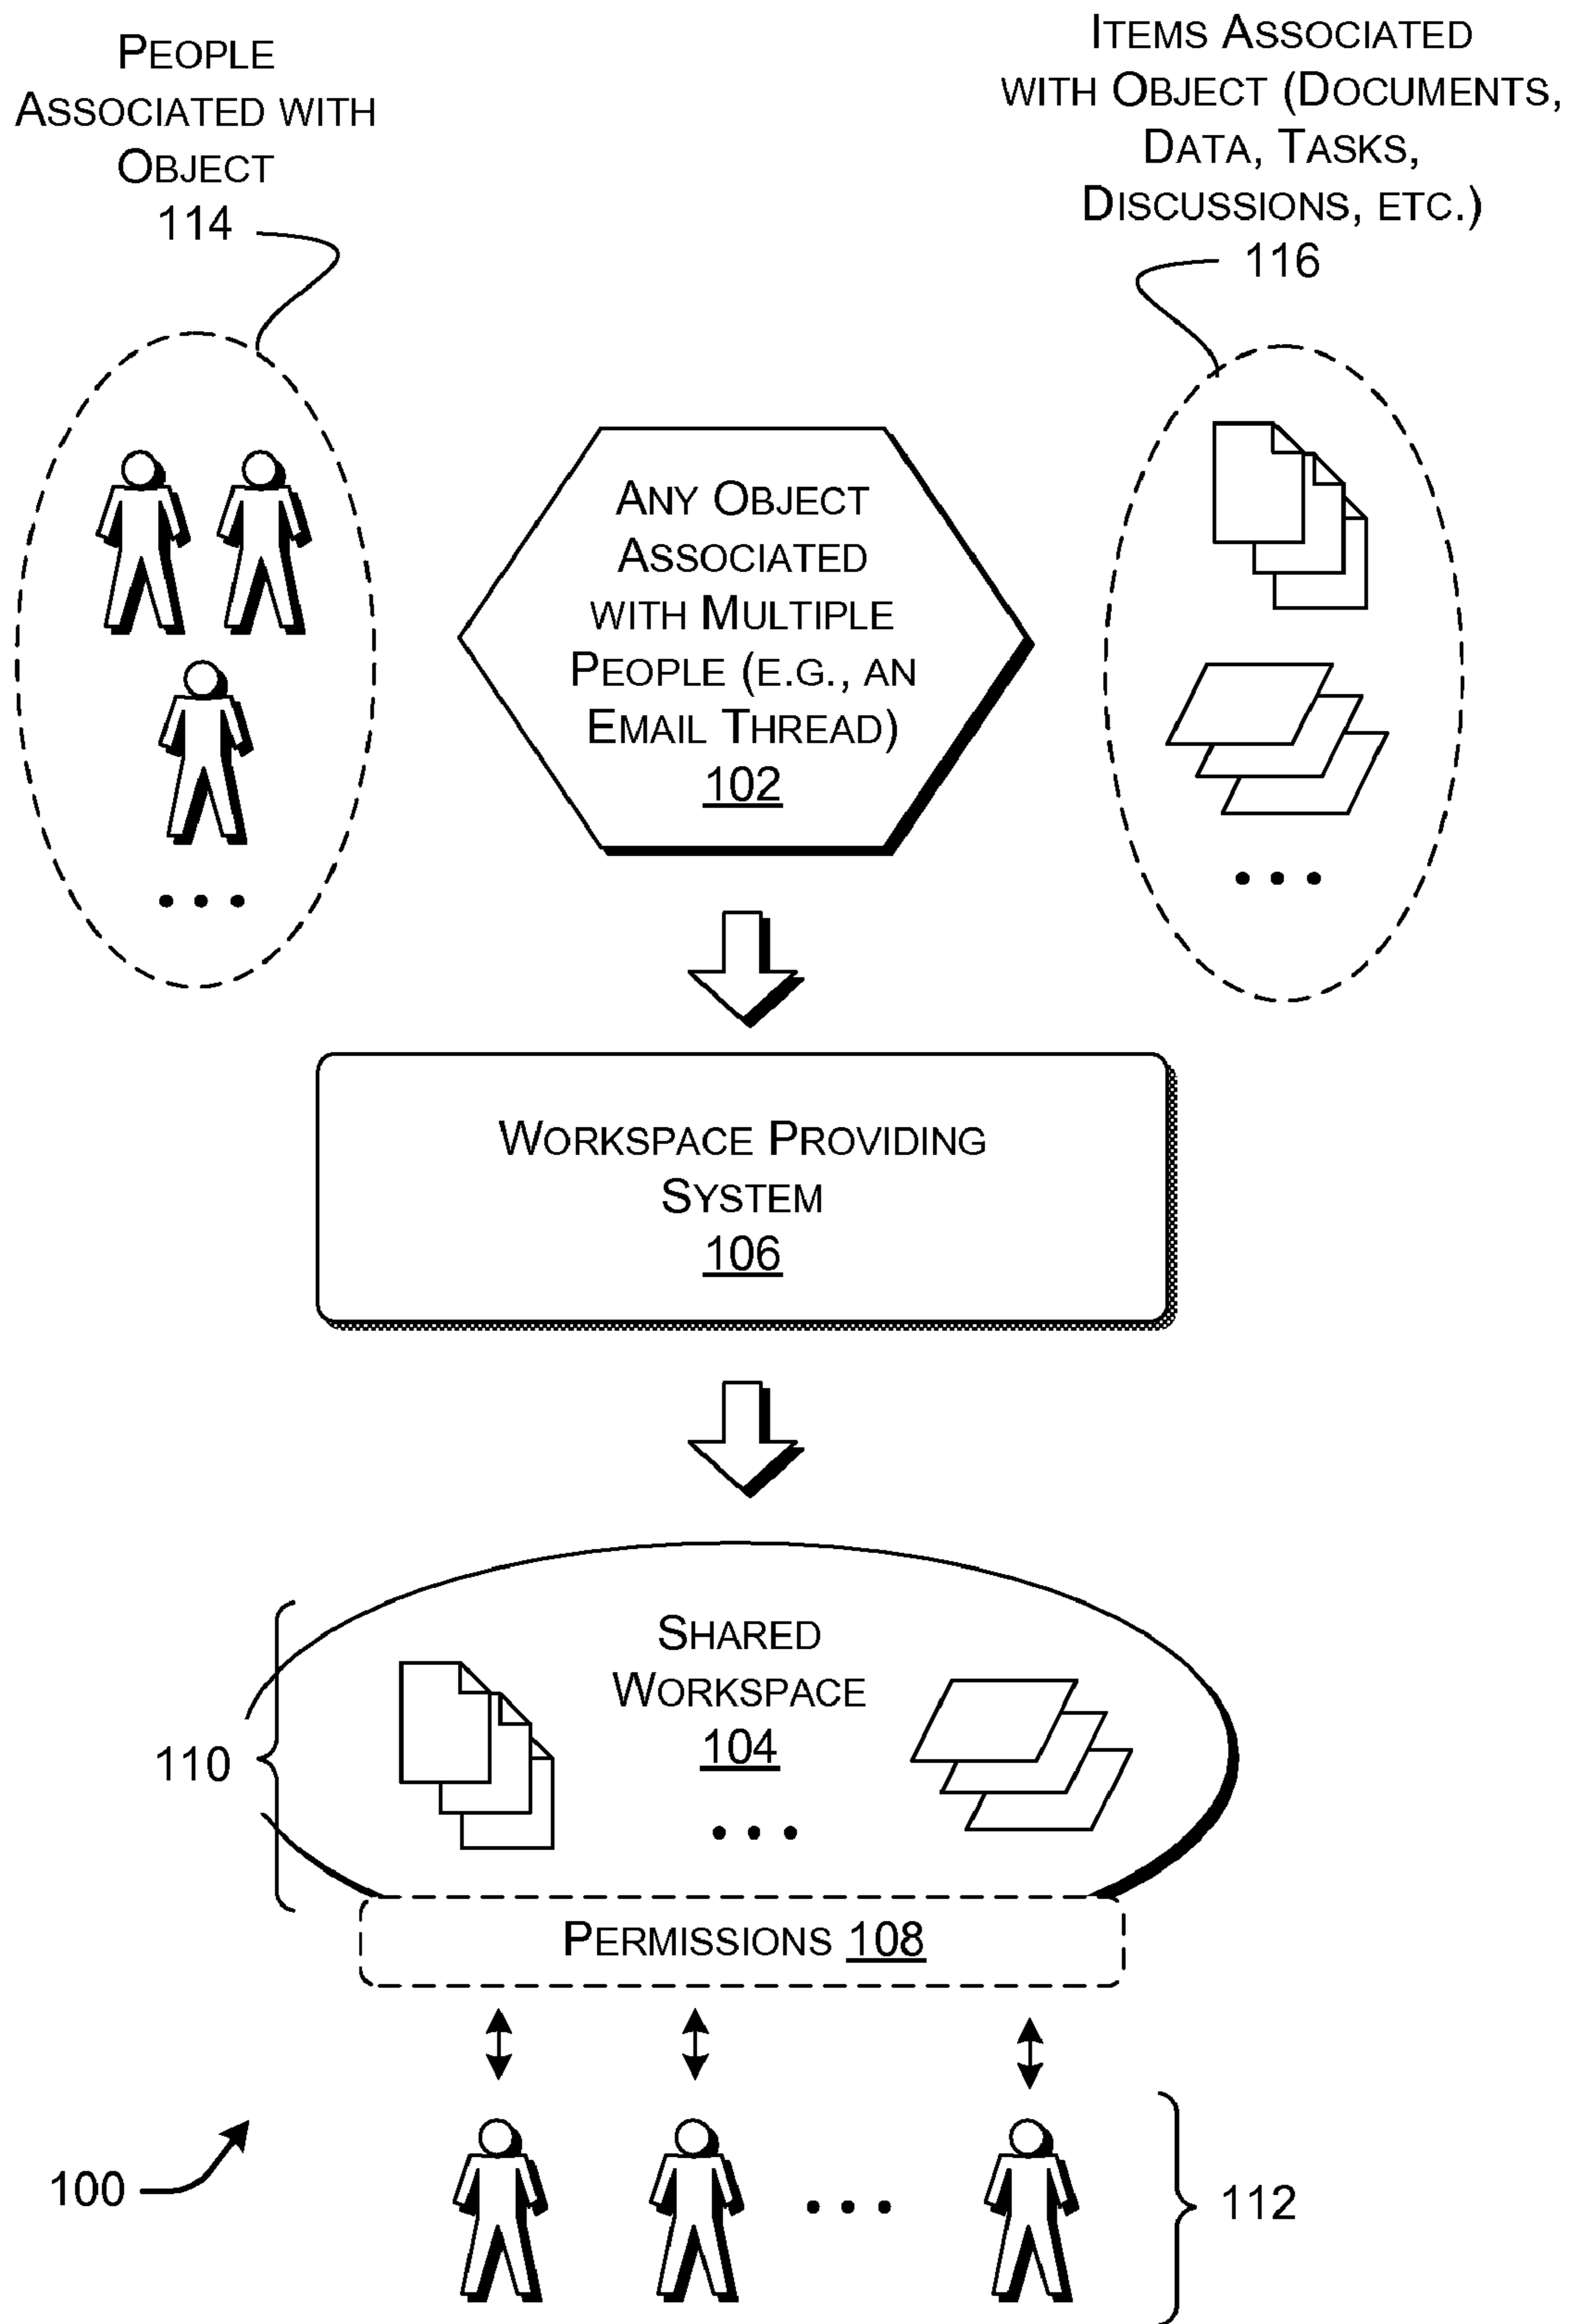 PEOPLE
ASSOCIATED WITH
OBJECT
114
ITEMS ASSOCIATED
WITH OBJECT (DOCUMENTS,
DATA, TASKS,
DISCUSSIONS, ETC.)
116
ANY OBJECT
ASSOCIATED
WITH MULTIPLE
PEOPLE (E.G., AN
EMAIL THREAD)
102
WORKSPACE PROVIDING
SYSTEM
106
SHARED
WORKSPACE
104
110
PERMISSIONS 108
100
112